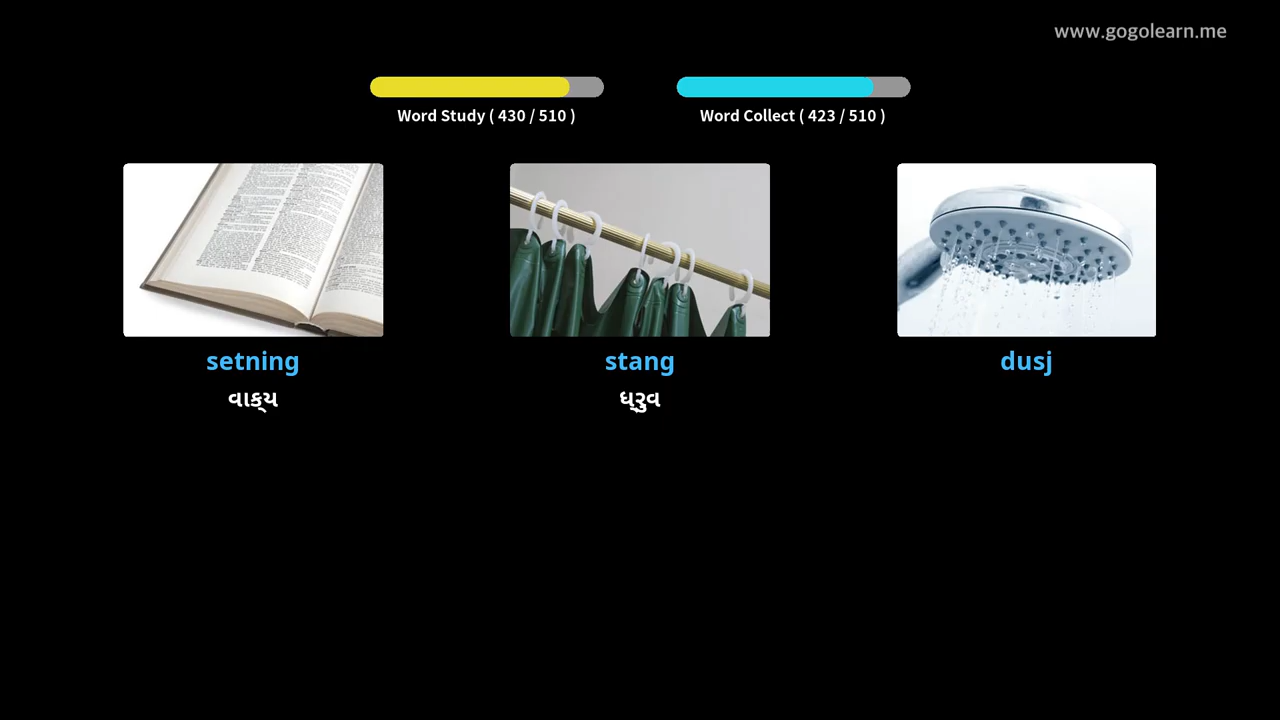 www.gogolearn.me
Word Study ( 430 / 510 )
Word Collect ( 423 / 510 )
setning
stang
dusj
વાક્ય
ધ્રુવ